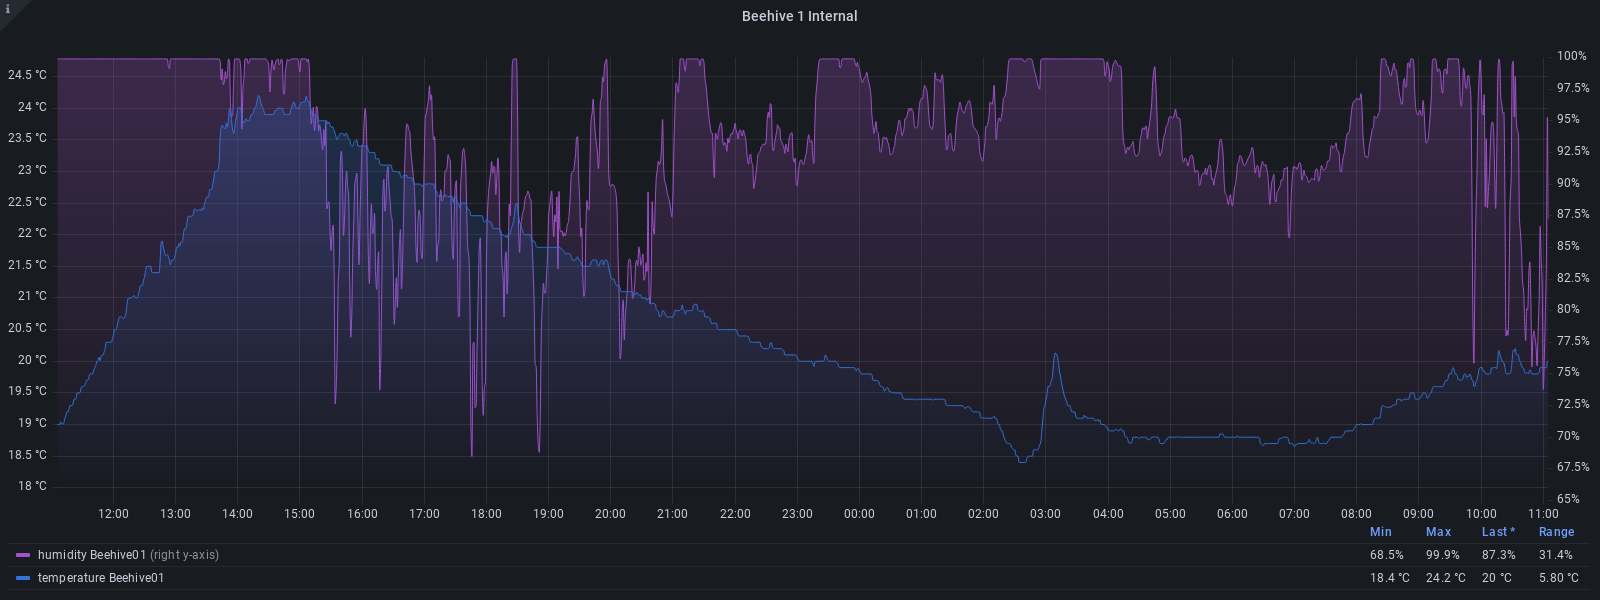 i
Beehive 1 Internal
24.5 °C
24 °C
23.5 °C
23 °C
22.5 °C
22 °C
21.5 °C
21 °C
20.5 °C
20 °C
19.5 °C
19 °C
18.5 °C
18 °C
100%
97.5%
95%
92.5%
90%
87.5%
85%
82.5%
80%
77.5%
75%
72.5%
70%
67.5%
65%
12:00 13:00 14:00 15:00 16:00 17:00 18:00 19:00 20:00 21:00 22:00 23:00 00:00 01:00 02:00 03:00 04:00 05:00 06:00 07:00 08:00 09:00 10:00 11:00
Min Max Last * Range
humidity Beehive01 (right y-axis) 68.5% 99.9% 87.3% 31.4%
temperature Beehive01 18.4 °C 24.2 °C 20 °C 5.80 °C